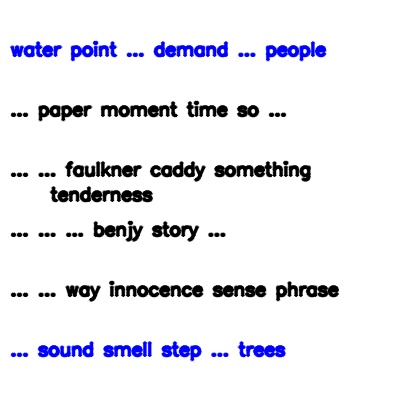 water point ... demand ... people
... paper moment time so ...
... ... faulkner caddy something
tenderness
... ... ... benjy story ...
... ... way innocence sense phrase
... sound smell step ... trees